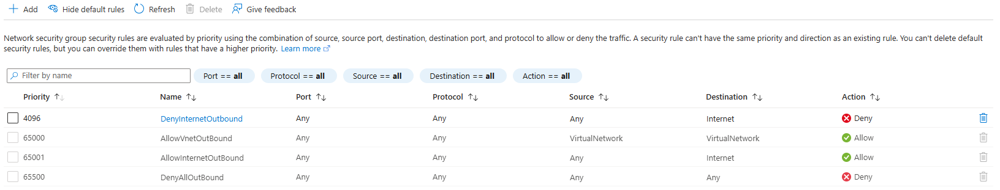 Add Hide default rules Refresh Delete Give feedback
Network security group security rules are evaluated by priority using the combination of source, source port, destination, destination port, and protocol to allow or deny the traffic. A security rule can't have the same priority and direction as an existing rule. You can't delete default
security rules, but you can override them with rules that have a higher priority. Learn more
Filter by name Port == all Protocol == all Source == all Destination == all Action == all
Priority Name Port Protocol Source Destination Action
4096 DenyInternetOutbound Any Any Any Internet Deny
65000 AllowVnetOutBound Any Any VirtualNetwork VirtualNetwork Allow
65001 AllowInternetOutBound Any Any Any Internet Allow
65500 DenyAllOutBound Any Any Any Any Deny